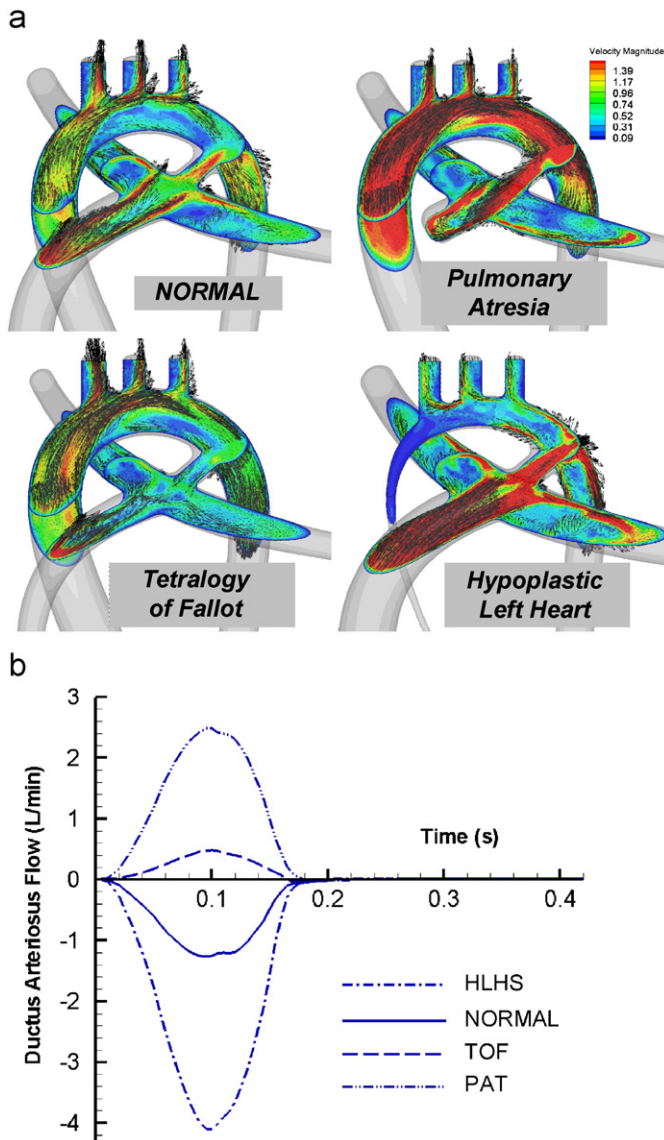 a
Velocity Magnitude
1.39
1.17
0.96
0.74
0.52
0.31
0.09
NORMAL
Pulmonary
Atresia
Tetralogy
of Fallot
Hypoplastic
Left Heart
b
Ductus Arteriosus Flow (L/min)
3
2
1
0
-1
-2
-3
-4
Time (s)
0.1
0.2
0.3
0.4
HLHS
NORMAL
TOF
PAT